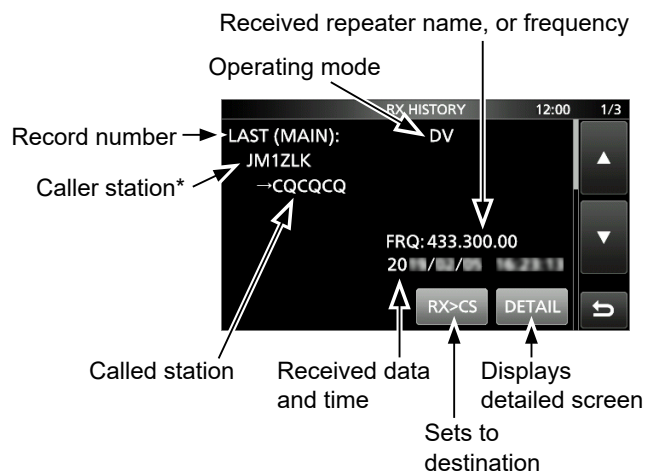 Received repeater name, or frequency
Operating mode
RX HISTORY 12:00 1/3
Record number
LAST (MAIN): DV
JM1ZLK
Caller station*
→CQCQCQ
FRQ: 433.300.00
20
RX>CS DETAIL
Called station
Received data
and time
Displays
detailed screen
Sets to
destination